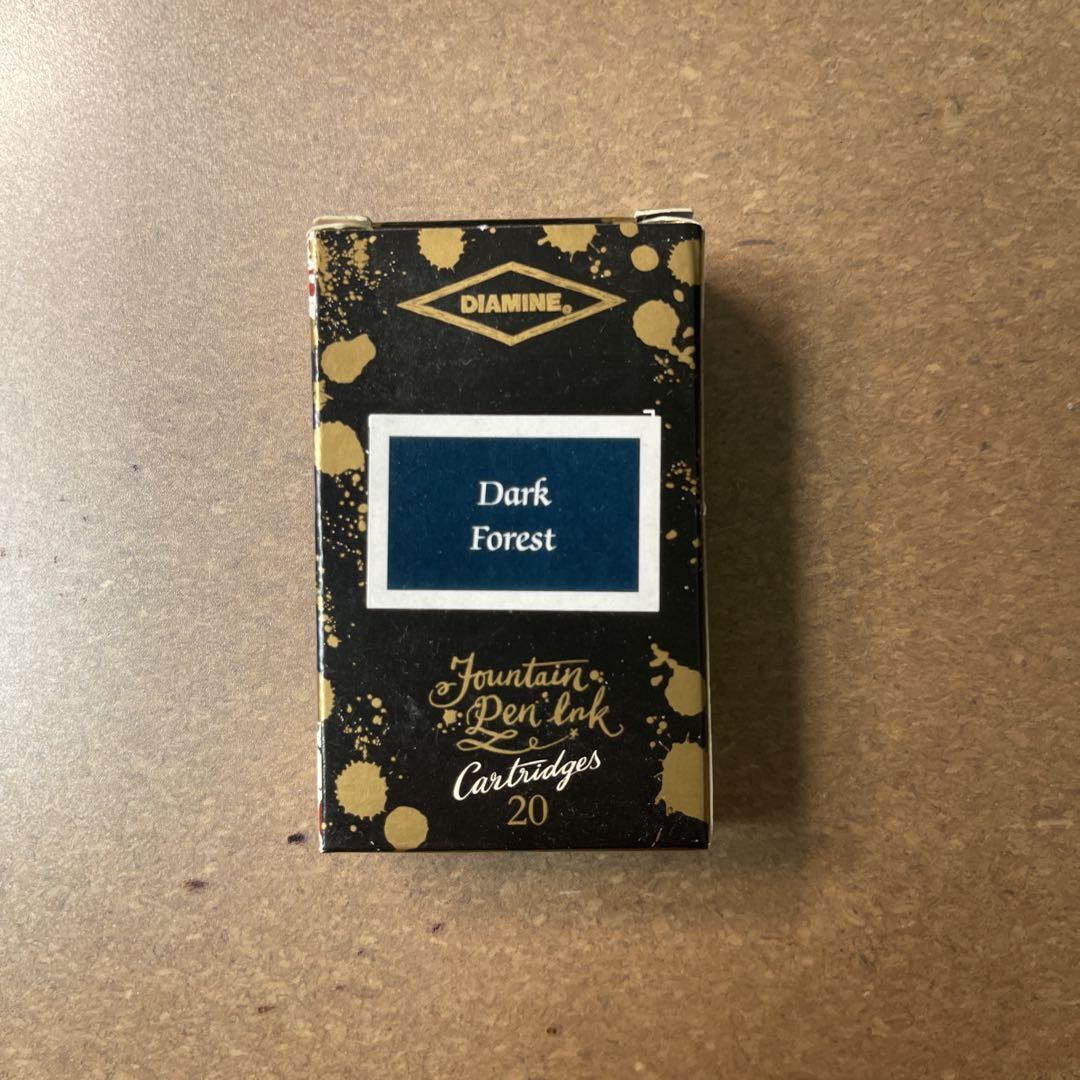 DIAMINE®
Dark
Forest
Fountain
Pen Ink
Cartridges
20